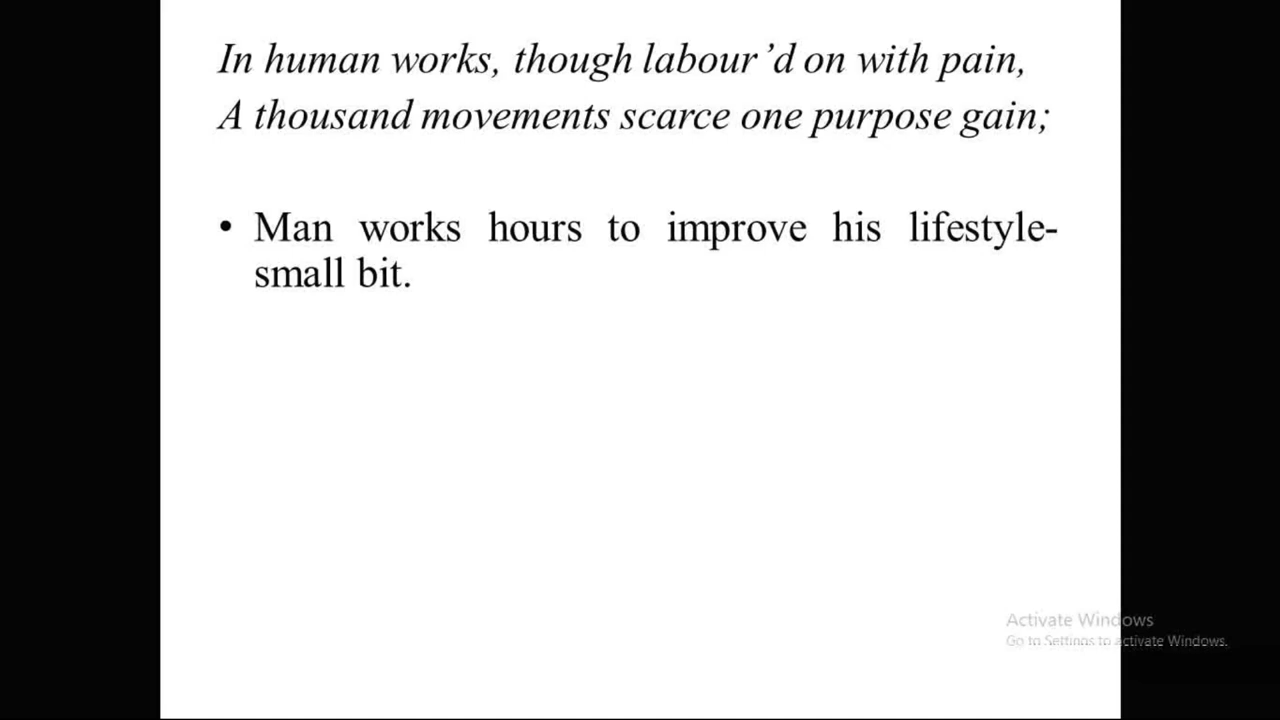 In human works, though labour’d on with pain,
A thousand movements scarce one purpose gain;
• Man works hours to improve his lifestyle-
small bit.
Activate Windows
Go to Settings to activate Windows.